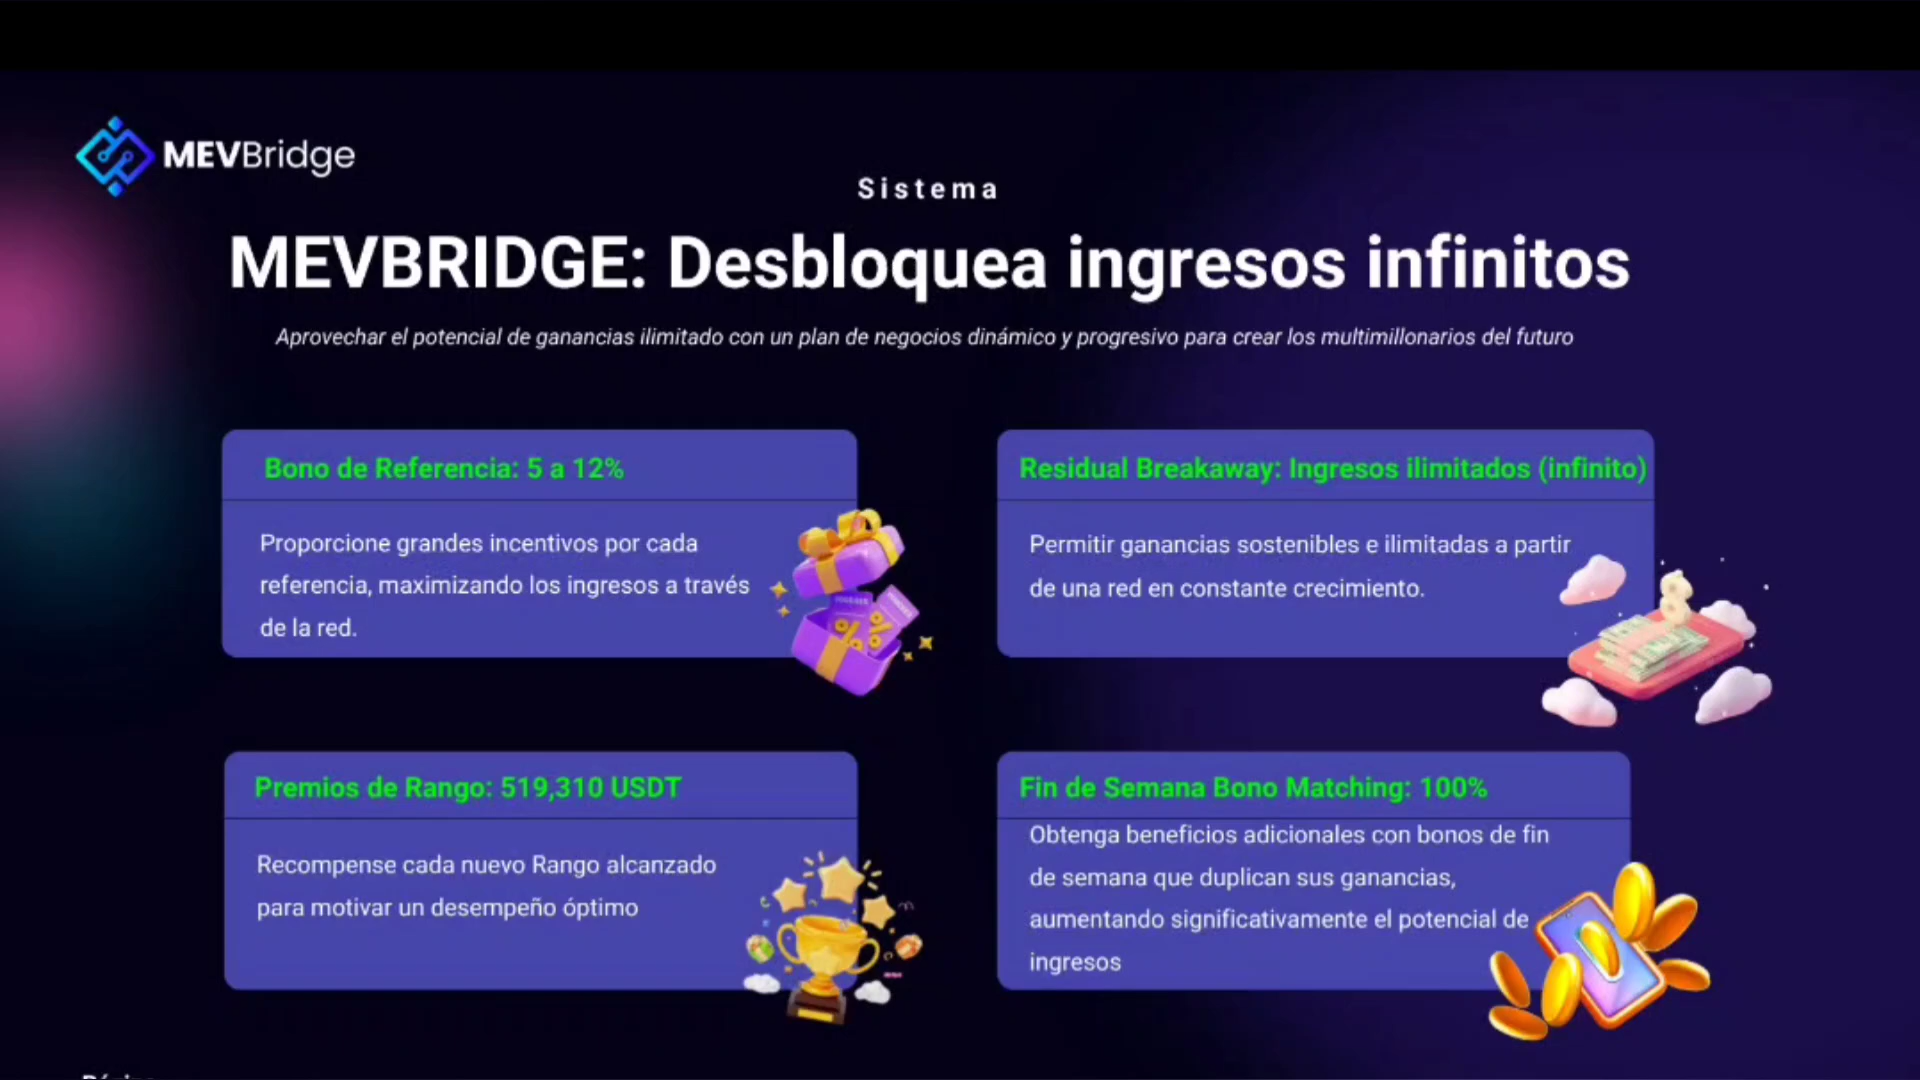 MEVBridge
Sistema
MEVBRIDGE: Desbloquea ingresos infinitos
Aprovechar el potencial de ganancias ilimitado con un plan de negocios dinámico y progresivo para crear los multimillonarios del futuro
Bono de Referencia: 5 a 12%
Proporcione grandes incentivos por cada
referencia, maximizando los ingresos a través
de la red.
Residual Breakaway: Ingresos ilimitados (infinito)
Permitir ganancias sostenibles e ilimitadas a partir
de una red en constante crecimiento.
Premios de Rango: 519,310 USDT
Recompense cada nuevo Rango alcanzado
para motivar un desempeño óptimo
Fin de Semana Bono Matching: 100%
Obtenga beneficios adicionales con bonos de fin
de semana que duplican sus ganancias,
aumentando significativamente el potencial de
ingresos